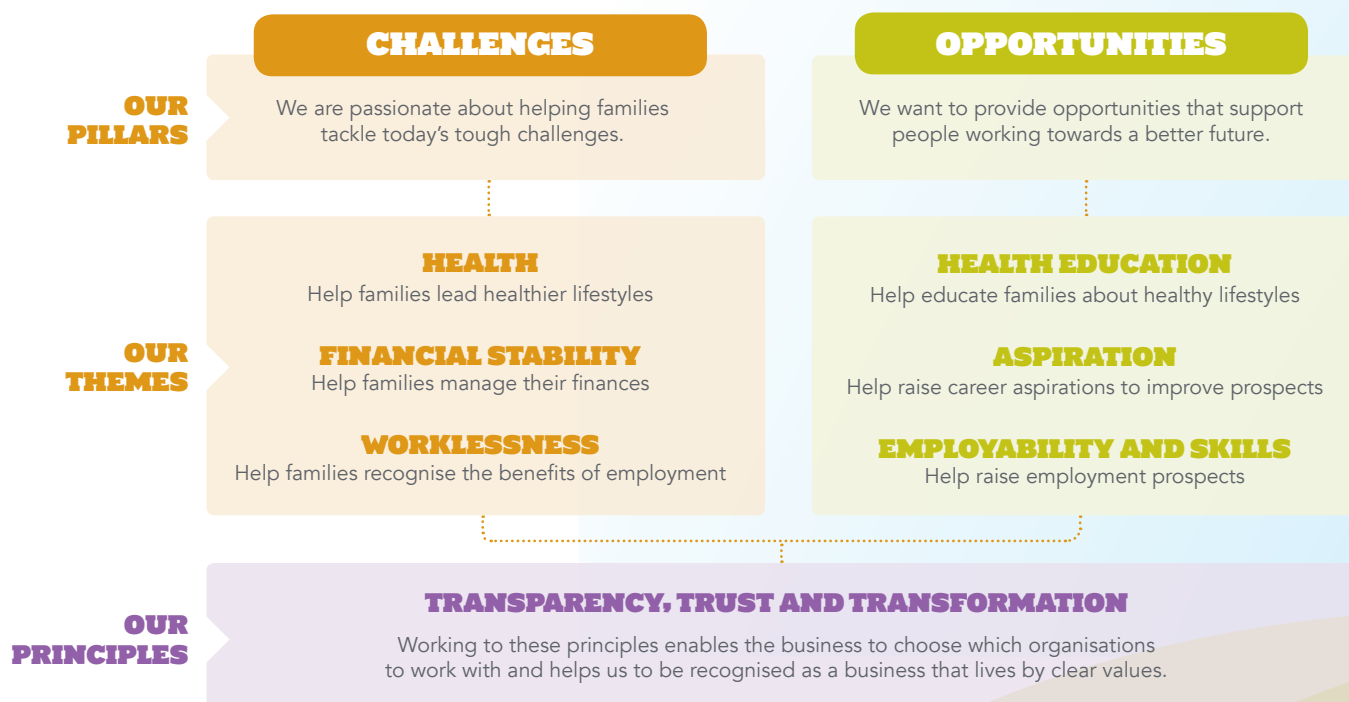 CHALLENGES
OPPORTUNITIES
OUR
PILLARS
We are passionate about helping families
tackle today's tough challenges.
We want to provide opportunities that support
people working towards a better future.
OUR
THEMES
HEALTH
Help families lead healthier lifestyles
FINANCIAL STABILITY
Help families manage their finances
WORKLESSNESS
Help families recognise the benefits of employment
HEALTH EDUCATION
Help educate families about healthy lifestyles
ASPIRATION
Help raise career aspirations to improve prospects
EMPLOYABILITY AND SKILLS
Help raise employment prospects
OUR
PRINCIPLES
TRANSPARENCY, TRUST AND TRANSFORMATION
Working to these principles enables the business to choose which organisations
to work with and helps us to be recognised as a business that lives by clear values.